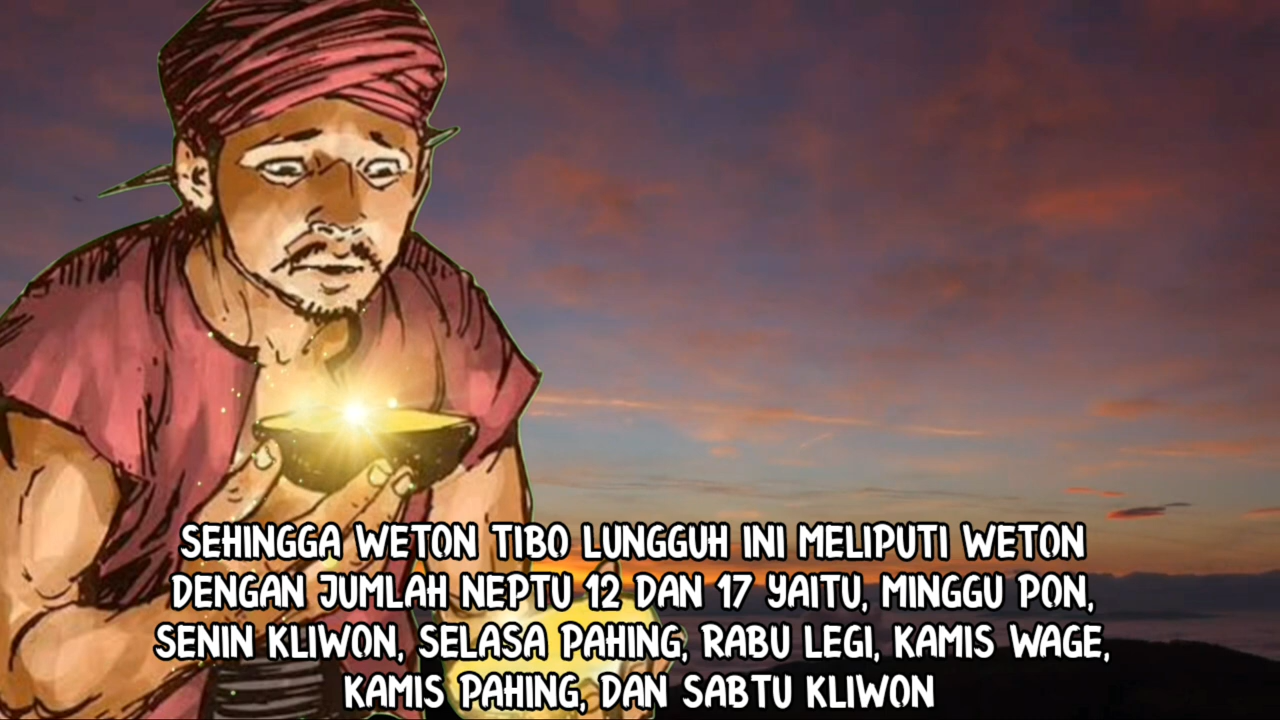 SEHINGGA WETON TIBO LUNGGUH INI MELIPUTI WETON
DENGAN JUMLAH NEPTU 12 DAN 17 YAITU, MINGGU PON,
SENIN KLIWON, SELASA PAHING, RABU LEGI, KAMIS WAGE,
KAMIS PAHING, DAN SABTU KLIWON